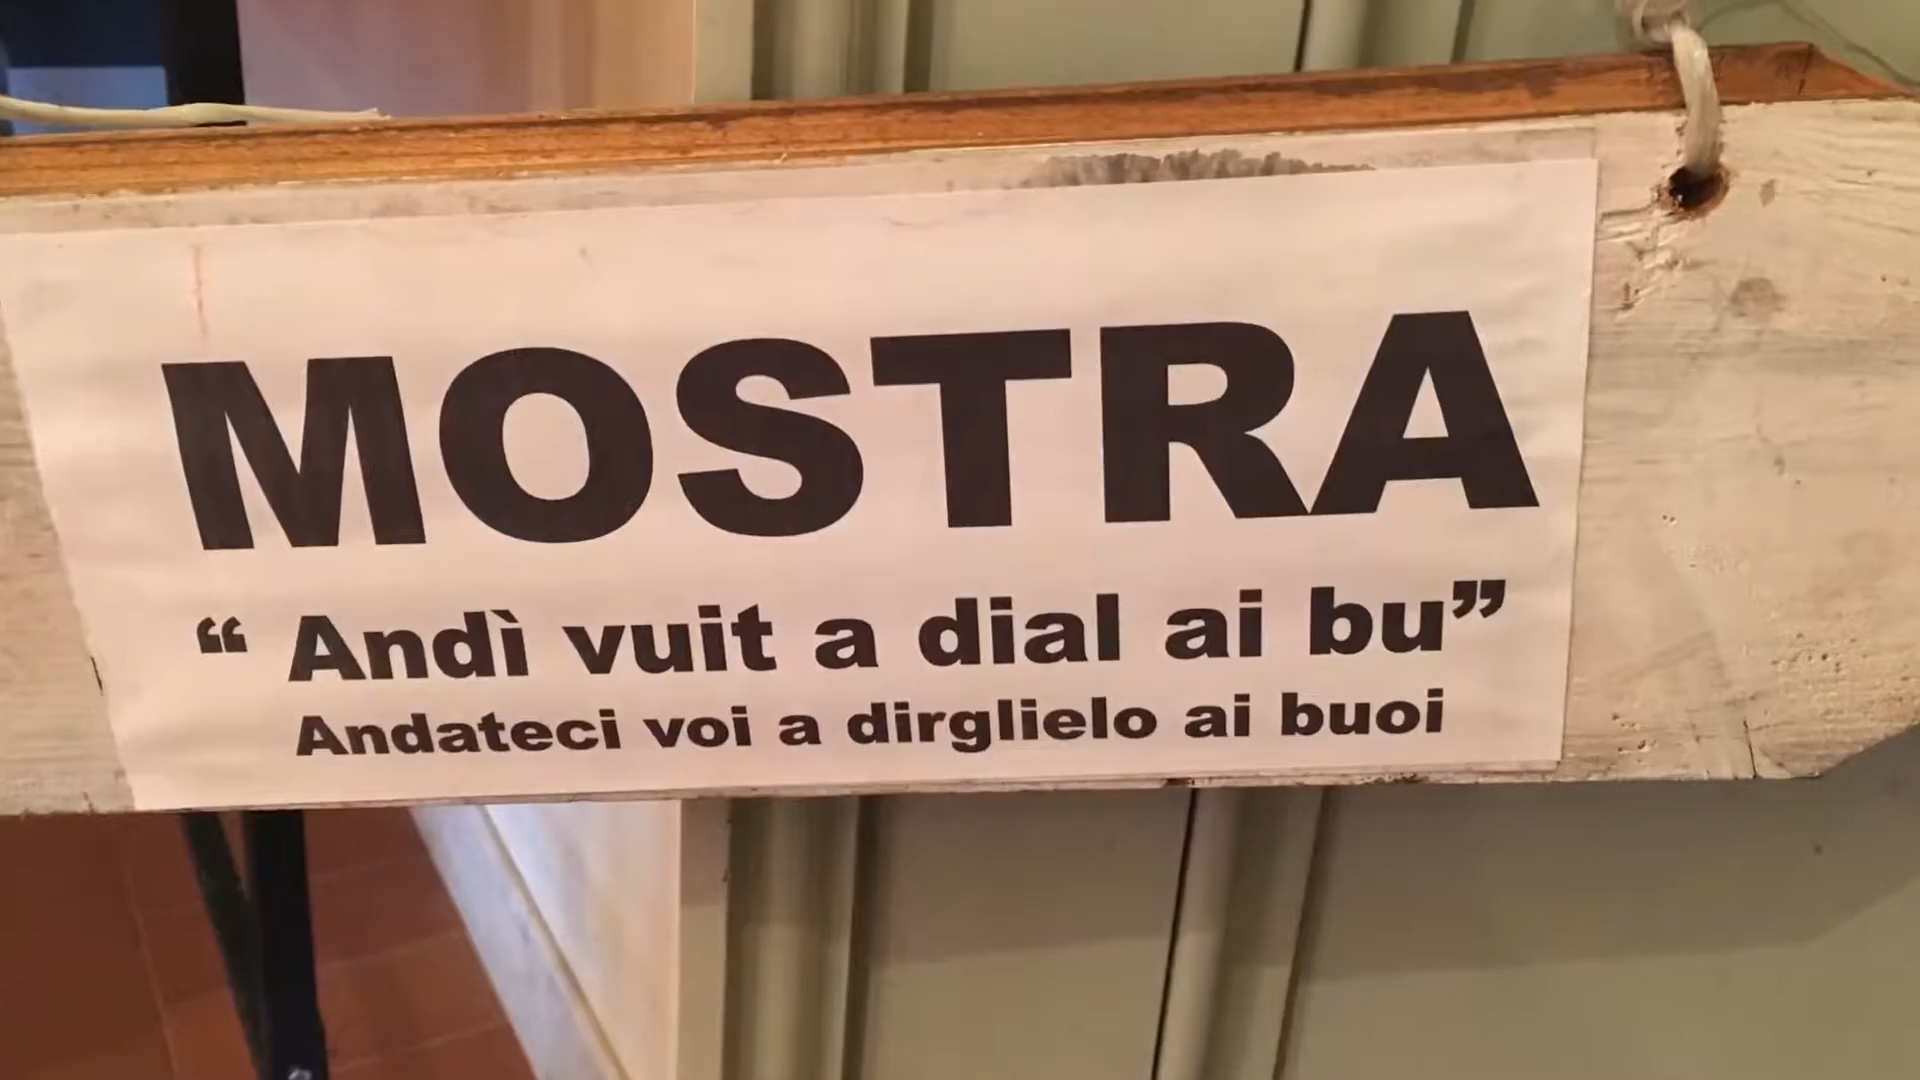 MOSTRA
“ Andì vuit a dial ai bu”
Andateci voi a dirglielo ai buoi